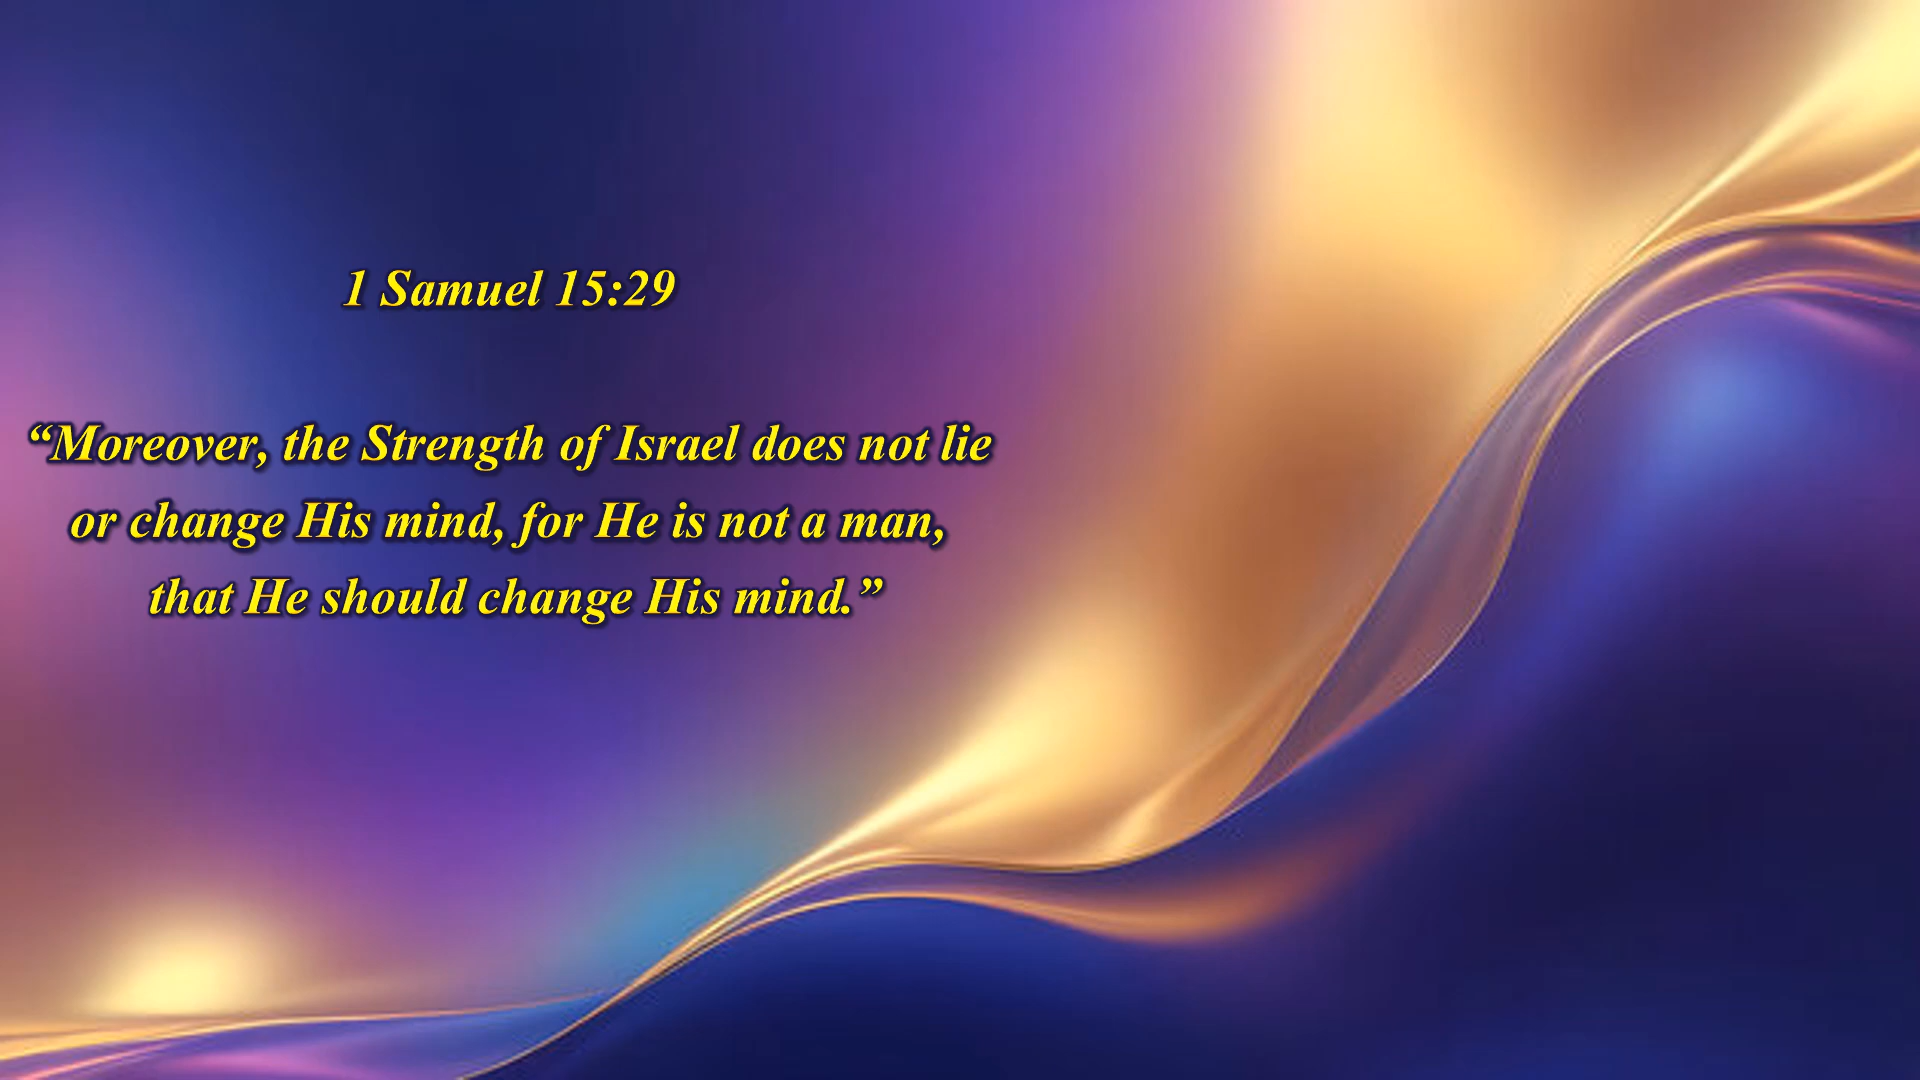 1 Samuel 15:29
“Moreover, the Strength of Israel does not lie
or change His mind, for He is not a man,
that He should change His mind.”